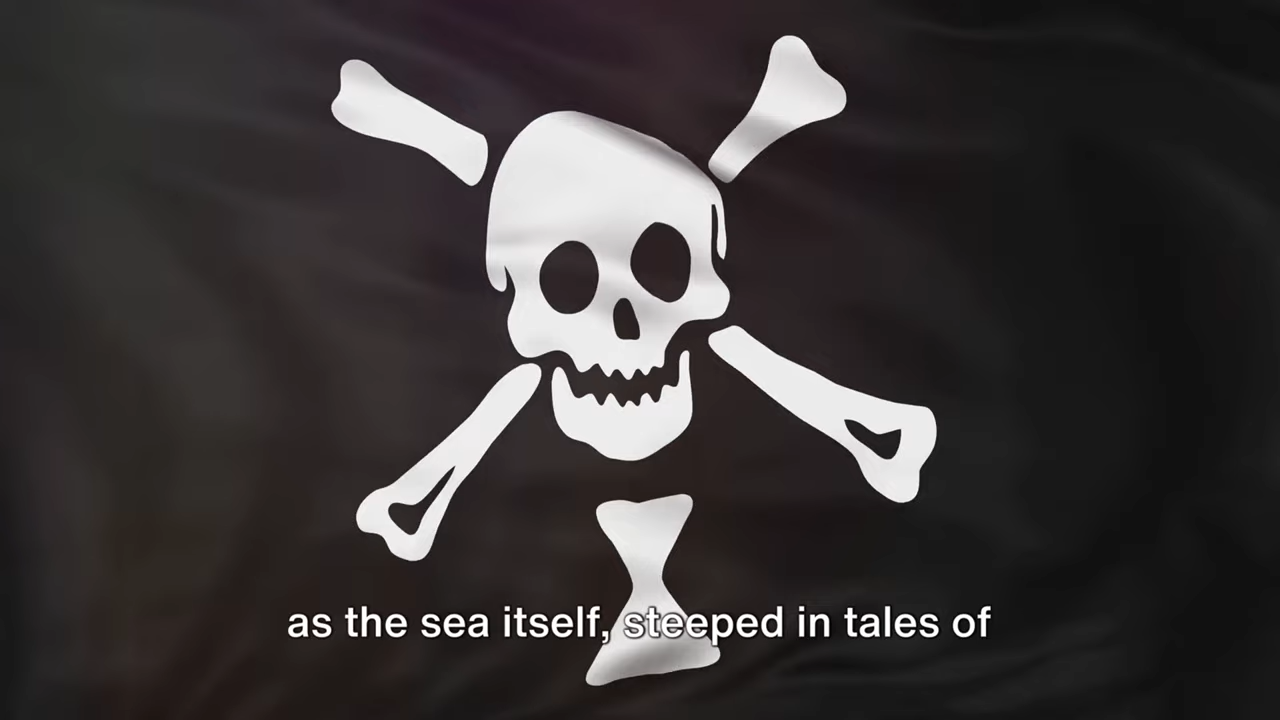 as the sea itself, steeped in tales of